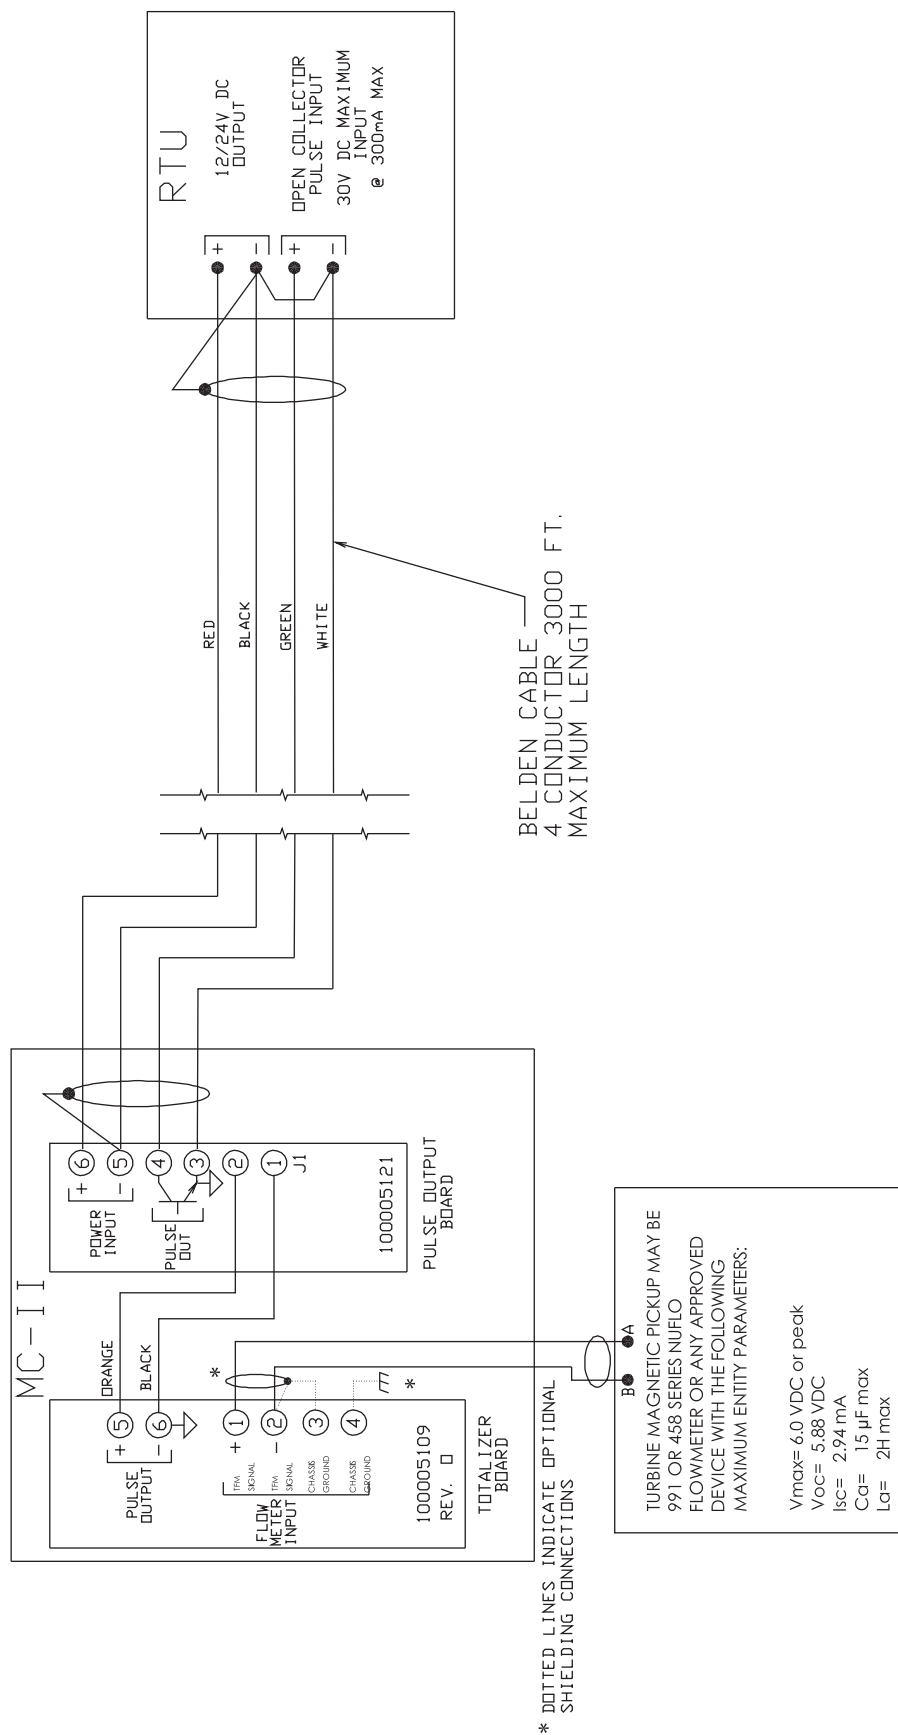 MC-II
PULSE
OUTPUT
+
-
5
6
ORANGE
BLACK
FLOW
METER
INPUT
+
-
TFM
SIGNAL
TFM
SIGNAL
CHASSIS
GROUND
CHASSIS
GROUND
1
2
3
4
*
*
100005109
REV. D
TOTALIZER
BOARD
POWER
INPUT
+
-
PULSE
OUT
6
5
4
3
2
1
J1
100005121
PULSE OUTPUT
BOARD
RED
BLACK
GREEN
WHITE
BELDEN CABLE
4 CONDUCTOR 3000 FT.
MAXIMUM LENGTH
RTU
12/24V DC
OUTPUT
+
-
+
-
OPEN COLLECTOR
PULSE INPUT
30V DC MAXIMUM
INPUT
@ 300mA MAX
* DOTTED LINES INDICATE OPTIONAL
SHIELDING CONNECTIONS
B
A
TURBINE MAGNETIC PICKUP MAY BE
991 OR 458 SERIES NUFLO
FLOWMETER OR ANY APPROVED
DEVICE WITH THE FOLLOWING
MAXIMUM ENTITY PARAMETERS:
Vmax= 6.0 VDC or peak
Voc= 5.88 VDC
Isc= 2.94 mA
Ca= 15 µF max
La= 2H max